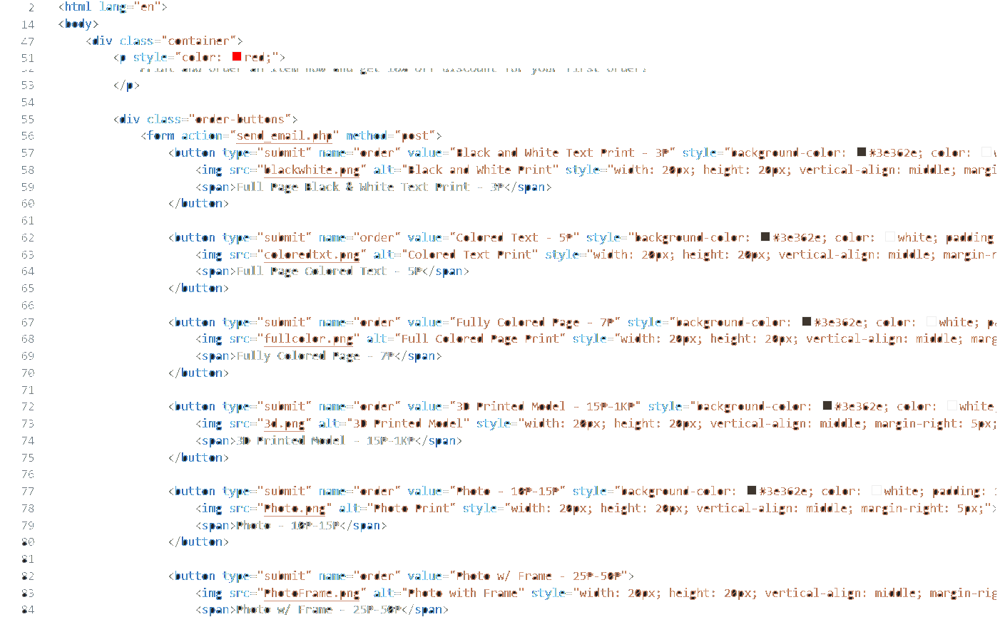 2 <html lang="en">
14 <body>
47 <div class="container">
51 <p style="color: red;">
Print and order an item now and get 10% off discount for your first order!
53 </p>
54
55 <div class="order-buttons">
56 <form action="send_email.php" method="post">
57 <button type="submit" name="order" value="Black and White Text Print - 3₱" style="background-color: #3e362e; color:
58 <img src="blackwhite.png" alt="Black and White Print" style="width: 20px; height: 20px; vertical-align: middle; margi
59 <span>Full Page Black & White Text Print - 3₱</span>
60 </button>
61
62 <button type="submit" name="order" value="Colored Text - 5₱" style="background-color: #3e362e; color: white; padding
63 <img src="coloredtxt.png" alt="Colored Text Print" style="width: 20px; height: 20px; vertical-align: middle; margin-r
64 <span>Full Page Colored Text - 5₱</span>
65 </button>
66
67 <button type="submit" name="order" value="Fully Colored Page - 7₱" style="background-color: #3e362e; color: white; p
68 <img src="fullcolor.png" alt="Full Colored Page Print" style="width: 20px; height: 20px; vertical-align: middle; marg
69 <span>Fully Colored Page - 7₱</span>
70 </button>
71
72 <button type="submit" name="order" value="3D Printed Model - 15₱-1K₱" style="background-color: #3e362e; color: white;
73 <img src="3d.png" alt="3D Printed Model" style="width: 20px; height: 20px; vertical-align: middle; margin-right: 5px;
74 <span>3D Printed Model - 15₱-1K₱</span>
75 </button>
76
77 <button type="submit" name="order" value="Photo - 10₱-15₱" style="background-color: #3e362e; color: white; padding:
78 <img src="Photo.png" alt="Photo Print" style="width: 20px; height: 20px; vertical-align: middle; margin-right: 5px;">
79 <span>Photo - 10₱-15₱</span>
80 </button>
81
82 <button type="submit" name="order" value="Photo w/ Frame - 25₱-50₱">
83 <img src="PhotoFrame.png" alt="Photo with Frame" style="width: 20px; height: 20px; vertical-align: middle; margin-rig
84 <span>Photo w/ Frame - 25₱-50₱</span>